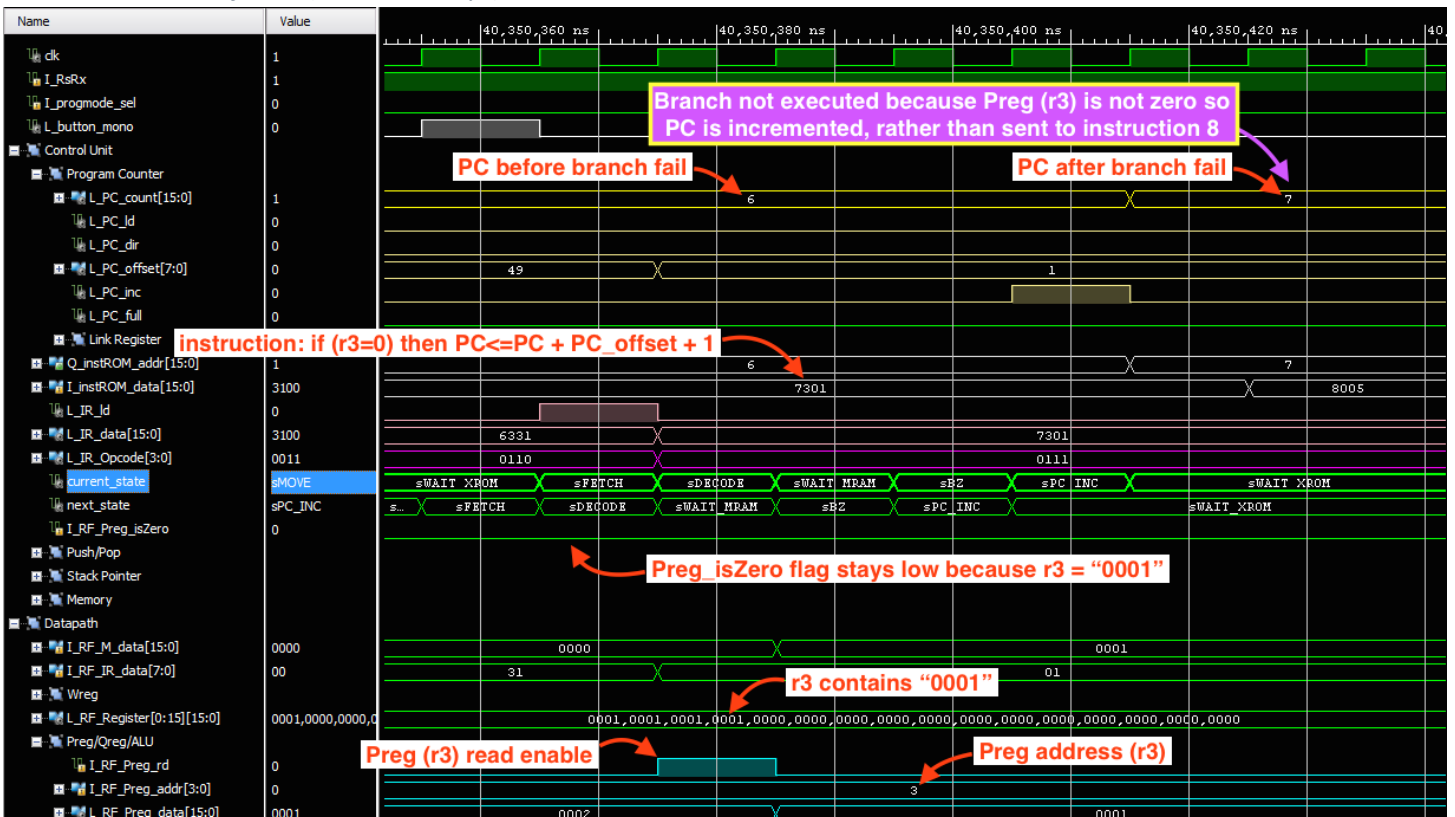 Name Value
40,350,360 ns 40,350,380 ns 40,350,400 ns 40,350,420 ns 40,
clk 1
I_RsRx 1
I_progmode_sel 0
Branch not executed because Preg (r3) is not zero so
PC is incremented, rather than sent to instruction 8
L_button_mono 0
Control Unit
PC before branch fail PC after branch fail
Program Counter
L_PC_count[15:0] 1 6 7
L_PC_ld 0
L_PC_dir 0
L_PC_offset[7:0] 0 49 1
L_PC_inc 0
L_PC_full 0
Link Register
instruction: if (r3=0) then PC<=PC + PC_offset + 1
Q_instROM_addr[15:0] 1 6 7
I_instROM_data[15:0] 3100 7301 8005
L_IR_ld 0
L_IR_data[15:0] 3100 6331 7301
L_IR_Opcode[3:0] 0011 0110 0111
current_state sMOVE sWAIT_XROM sFETCH sDECODE sWAIT_MRAM sBZ sPC_INC sWAIT_XROM
next_state sPC_INC s... sFETCH sDECODE sWAIT_MRAM sBZ sPC_INC sWAIT_XROM
I_RF_Preg_isZero 0
Push/Pop
Preg_isZero flag stays low because r3 = “0001”
Stack Pointer
Memory
Datapath
I_RF_M_data[15:0] 0000 0000 0001
I_RF_IR_data[7:0] 00 31 01
r3 contains “0001”
Wreg
L_RF_Register[0:15][15:0] 0001,0000,0000,0 0001,0001,0001,0001,0000,0000,0000,0000,0000,0000,0000,0000,0000,0000,0000,0000
Preg/Qreg/ALU
Preg (r3) read enable Preg address (r3)
I_RF_Preg_rd 0
I_RF_Preg_addr[3:0] 0 3
L_RF_Preg_data[15:0] 0001 0002 0001